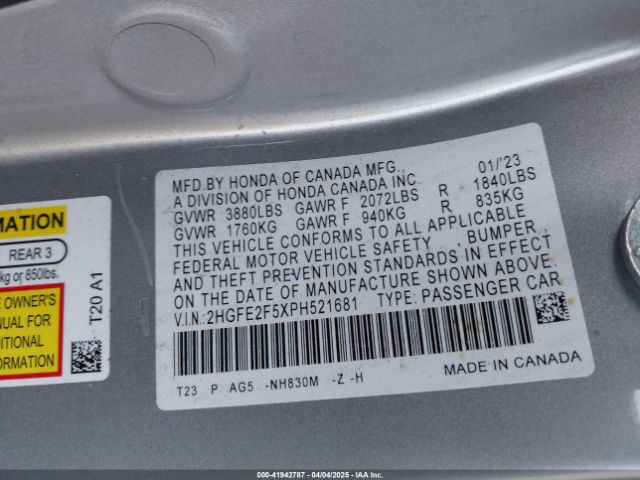 MATION
REAR 3
kg or 850lbs.
OWNER'S
NUAL FOR
DITIONAL
ORMATION
T20 A1
MFD.BY HONDA OF CANADA MFG., 01/'23
A DIVISION OF HONDA CANADA INC.
GVWR 3880LBS GAWR F 2072LBS R 1840LBS
GVWR 1760KG GAWR F 940KG R 835KG
THIS VEHICLE CONFORMS TO ALL APPLICABLE
FEDERAL MOTOR VEHICLE SAFETY , BUMPER ,
AND THEFT PREVENTION STANDARDS IN EFFECT
ON THE DATE OF MANUFACTURE SHOWN ABOVE.
V.I.N.:2HGFE2F5XPH521681 TYPE: PASSENGER CAR
T23 P AG5 -NH830M -Z -H MADE IN CANADA
000-41942787 - 04/04/2025 - IAAI, Inc.